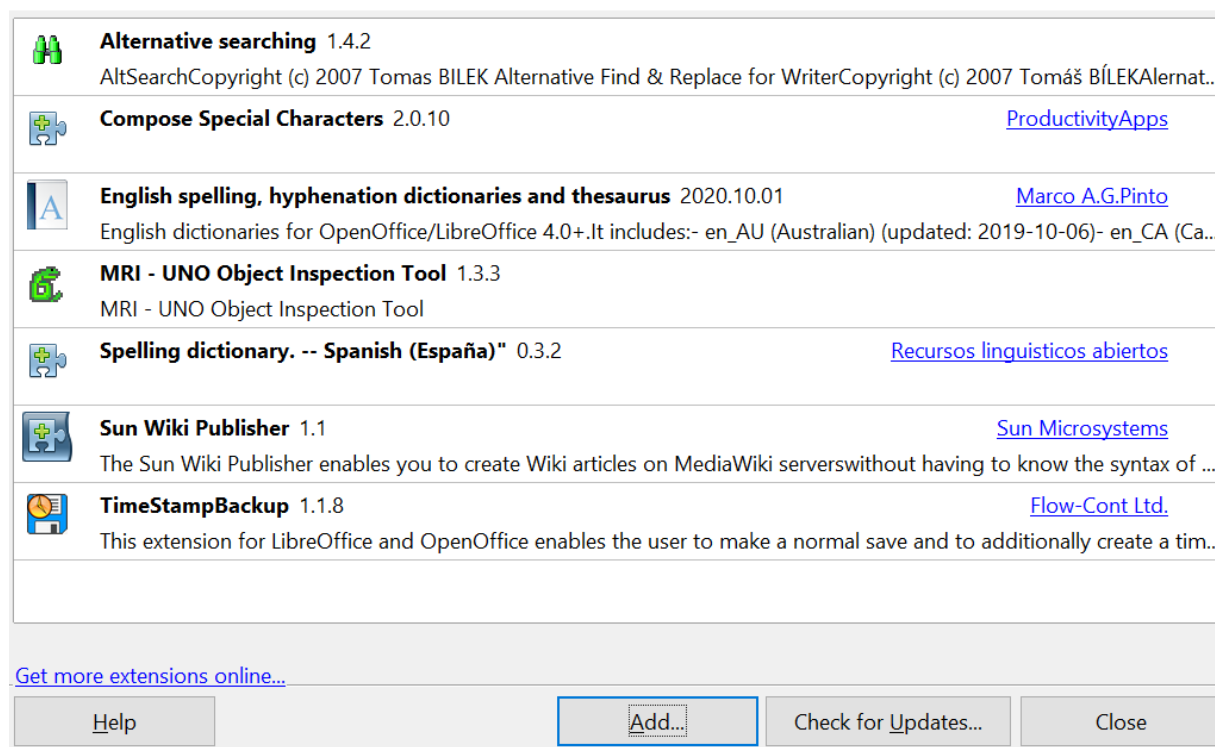 Alternative searching 1.4.2
AltSearchCopyright (c) 2007 Tomas BILEK Alternative Find & Replace for WriterCopyright (c) 2007 Tomáš BÍLEKAlernat...
Compose Special Characters 2.0.10 ProductivityApps
English spelling, hyphenation dictionaries and thesaurus 2020.10.01 Marco A.G.Pinto
English dictionaries for OpenOffice/LibreOffice 4.0+.It includes:- en_AU (Australian) (updated: 2019-10-06)- en_CA (Ca...
MRI - UNO Object Inspection Tool 1.3.3
MRI - UNO Object Inspection Tool
Spelling dictionary. -- Spanish (España)" 0.3.2 Recursos linguisticos abiertos
Sun Wiki Publisher 1.1 Sun Microsystems
The Sun Wiki Publisher enables you to create Wiki articles on MediaWiki serverswithout having to know the syntax of ...
TimeStampBackup 1.1.8 Flow-Cont Ltd.
This extension for LibreOffice and OpenOffice enables the user to make a normal save and to additionally create a tim...
Get more extensions online...
Help Add... Check for Updates... Close